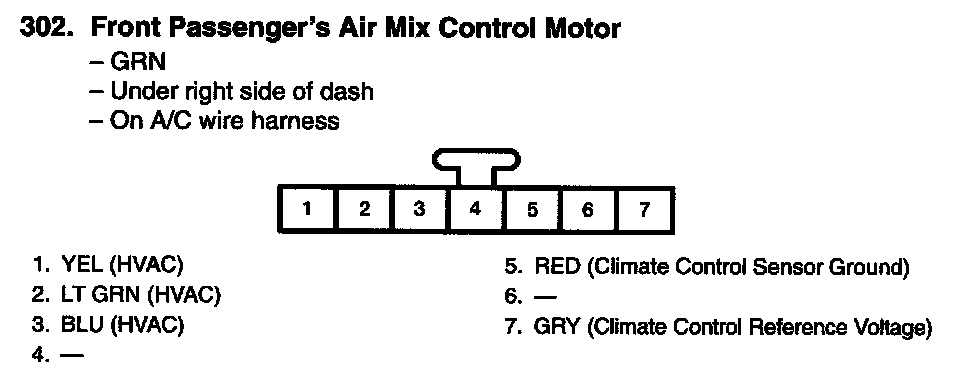 302. Front Passenger's Air Mix Control Motor
– GRN
– Under right side of dash
– On A/C wire harness
1 2 3 4 5 6 7
1. YEL (HVAC)
2. LT GRN (HVAC)
3. BLU (HVAC)
4. —
5. RED (Climate Control Sensor Ground)
6. —
7. GRY (Climate Control Reference Voltage)